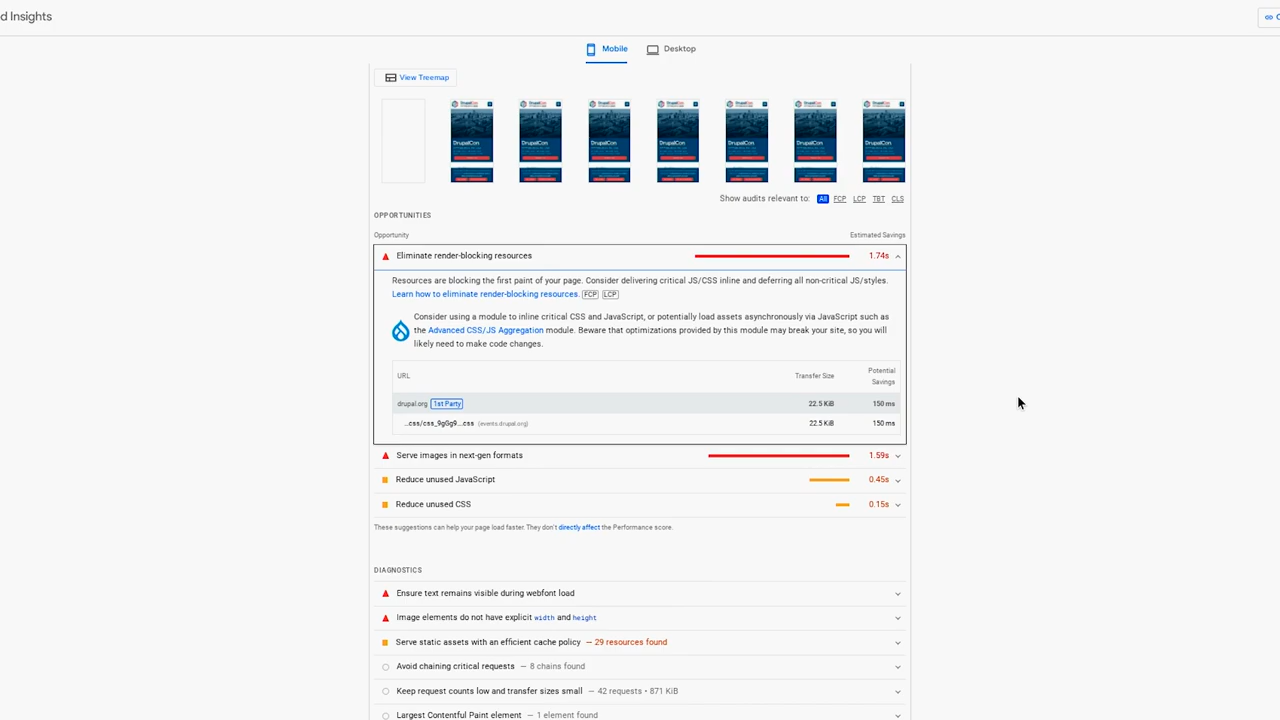 d Insights
Mobile
Desktop
View Treemap
DrupalCon DrupalCon DrupalCon DrupalCon DrupalCon DrupalCon DrupalCon
Show audits relevant to: All FCP LCP TBT CLS
OPPORTUNITIES
Opportunity Estimated Savings
Eliminate render-blocking resources 1.74s
Resources are blocking the first paint of your page. Consider delivering critical JS/CSS inline and deferring all non-critical JS/styles.
Learn how to eliminate render-blocking resources. FCP LCP
Consider using a module to inline critical CSS and JavaScript, or potentially load assets asynchronously via JavaScript such as
the Advanced CSS/JS Aggregation module. Beware that optimizations provided by this module may break your site, so you will
likely need to make code changes.
URL Transfer Size Potential
Savings
drupal.org 1st Party 22.5 KiB 150 ms
…css/css_9gGg9….css (events.drupal.org) 22.5 KiB 150 ms
Serve images in next-gen formats 1.59s
Reduce unused JavaScript 0.45s
Reduce unused CSS 0.15s
These suggestions can help your page load faster. They don't directly affect the Performance score.
DIAGNOSTICS
Ensure text remains visible during webfont load
Image elements do not have explicit width and height
Serve static assets with an efficient cache policy — 29 resources found
Avoid chaining critical requests — 8 chains found
Keep request counts low and transfer sizes small — 42 requests • 871 KiB
Largest Contentful Paint element — 1 element found